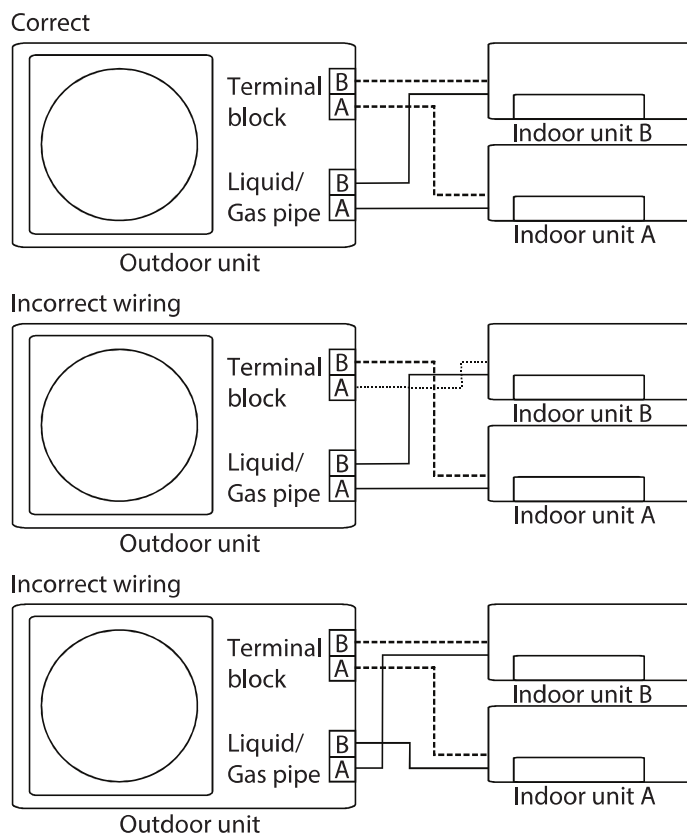 Correct
Terminal B
block A
Indoor unit B
Liquid/ B
Gas pipe A
Indoor unit A
Outdoor unit
Incorrect wiring
Terminal B
block A
Indoor unit B
Liquid/ B
Gas pipe A
Indoor unit A
Outdoor unit
Incorrect wiring
Terminal B
block A
Indoor unit B
Liquid/ B
Gas pipe A
Indoor unit A
Outdoor unit